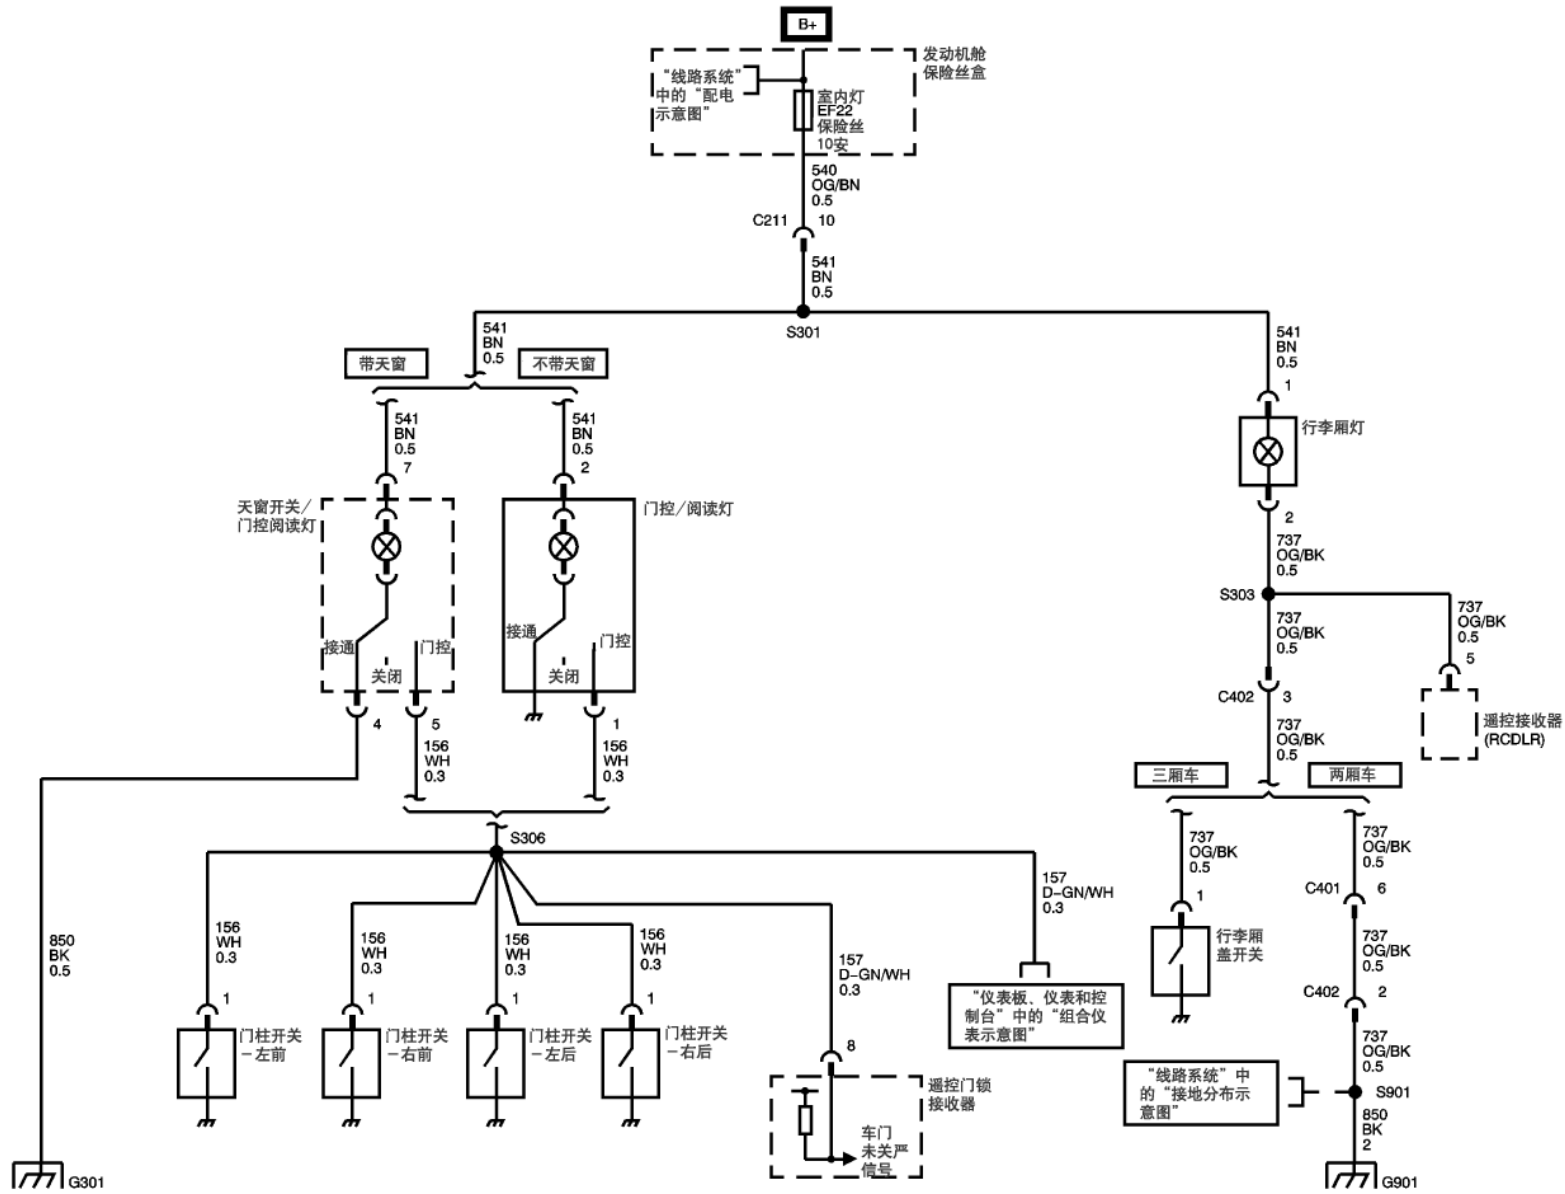 B+
发动机舱
保险丝盒
“线路系统”
中的“配电
示意图”
室内灯
EF22
保险丝
10安
540
OG/BN
0.5
C211
10
541
BN
0.5
S301
541
BN
0.5
541
BN
0.5
带天窗
不带天窗
1
541
BN
0.5
541
BN
0.5
行李厢灯
7
2
天窗开关/
门控阅读灯
门控/阅读灯
2
737
OG/BK
0.5
S303
737
OG/BK
0.5
737
OG/BK
0.5
接通
门控
关闭
接通
门控
关闭
5
C402
3
遥控接收器
(RCDLR)
4
5
1
737
OG/BK
0.5
156
WH
0.3
156
WH
0.3
三厢车
两厢车
S306
737
OG/BK
0.5
737
OG/BK
0.5
157
D-GN/WH
0.3
C401
6
1
850
BK
0.5
156
WH
0.3
156
WH
0.3
156
WH
0.3
156
WH
0.3
157
D-GN/WH
0.3
行李厢
盖开关
737
OG/BK
0.5
1
1
1
1
C402
2
“仪表板、仪表和控
制台”中的“组合仪
表示意图”
门柱开关
-左前
门柱开关
-右前
门柱开关
-左后
门柱开关
-右后
8
737
OG/BK
0.5
遥控门锁
接收器
“线路系统”中
的“接地分布示
意图”
S901
车门
未关严
信号
850
BK
2
G301
G901